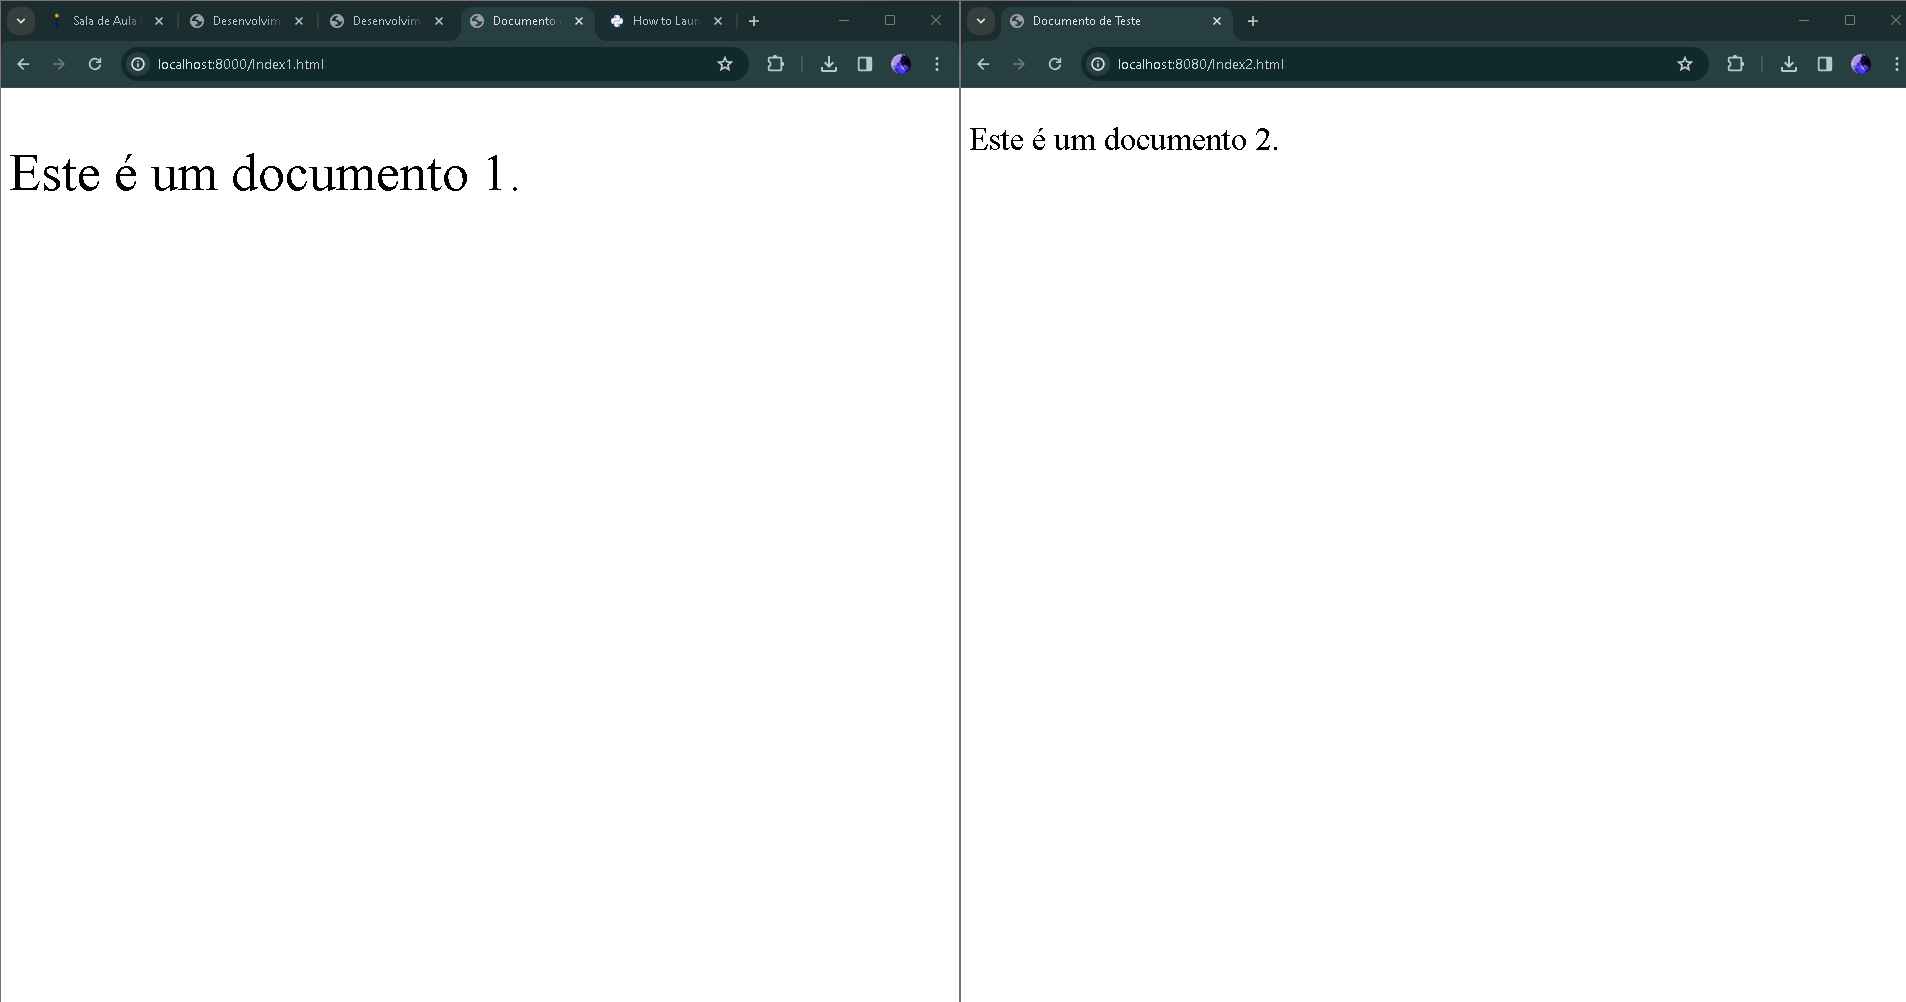 Sala de Aula
Desenvolvim
Desenvolvim
Documento
How to Laun
localhost:8000/Index1.html
Este é um documento 1.
Documento de Teste
localhost:8080/Index2.html
Este é um documento 2.